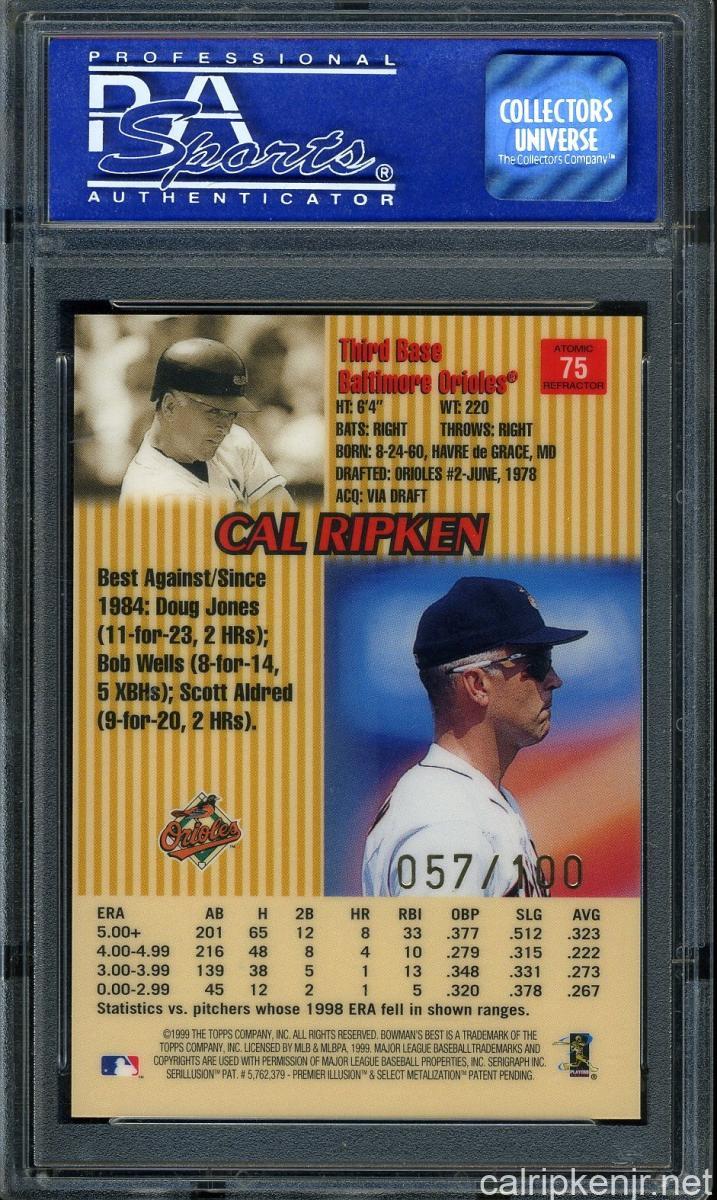 PROFESSIONAL
PSA
Sports®
AUTHENTICATOR
COLLECTORS
UNIVERSE
The Collectors Company™
Third Base
Baltimore Orioles®
ATOMIC
75
REFRACTOR
HT: 6'4" WT: 220
BATS: RIGHT THROWS: RIGHT
BORN: 8-24-60, HAVRE de GRACE, MD
DRAFTED: ORIOLES #2-JUNE, 1978
ACQ: VIA DRAFT
CAL RIPKEN
Best Against/Since
1984: Doug Jones
(11-for-23, 2 HRs);
Bob Wells (8-for-14,
5 XBHs); Scott Aldred
(9-for-20, 2 HRs).
Orioles™
057/100
ERA AB H 2B HR RBI OBP SLG AVG
5.00+ 201 65 12 8 33 .377 .512 .323
4.00-4.99 216 48 8 4 10 .279 .315 .222
3.00-3.99 139 38 5 1 13 .348 .331 .273
0.00-2.99 45 12 2 1 5 .320 .378 .267
Statistics vs. pitchers whose 1998 ERA fell in shown ranges.
©1999 THE TOPPS COMPANY, INC. ALL RIGHTS RESERVED. BOWMAN'S BEST IS A TRADEMARK OF THE
TOPPS COMPANY, INC. LICENSED BY MLB & MLBPA, 1999. MAJOR LEAGUE BASEBALLTRADEMARKS AND
COPYRIGHTS ARE USED WITH PERMISSION OF MAJOR LEAGUE BASEBALL PROPERTIES, INC. SERIGRAPH INC.
SERILLUSION™ PAT. # 5,762,379 - PREMIER ILLUSION™ & SELECT METALIZATION™ PATENT PENDING.
PLAYERS
calripkenjr.net